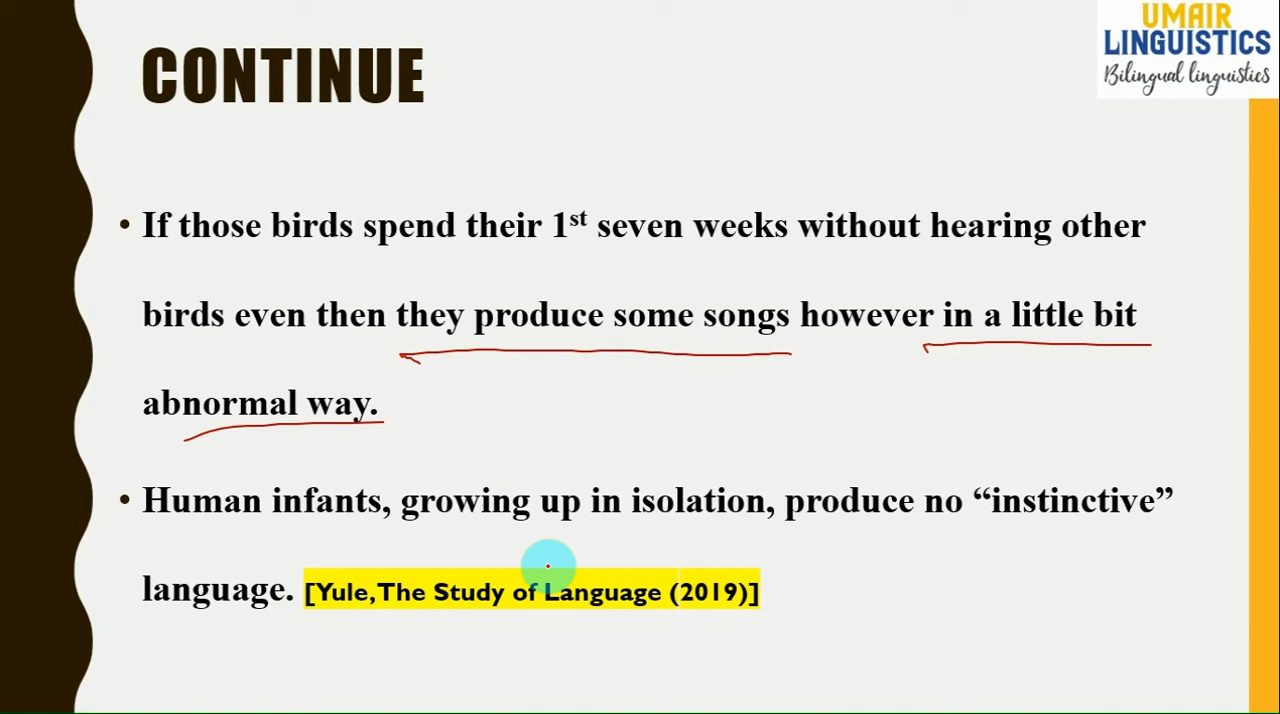 UMAIR
LINGUISTICS
Bilingual linguistics
CONTINUE
• If those birds spend their 1st seven weeks without hearing other
birds even then they produce some songs however in a little bit
abnormal way.
• Human infants, growing up in isolation, produce no “instinctive”
language. [Yule,The Study of Language (2019)]